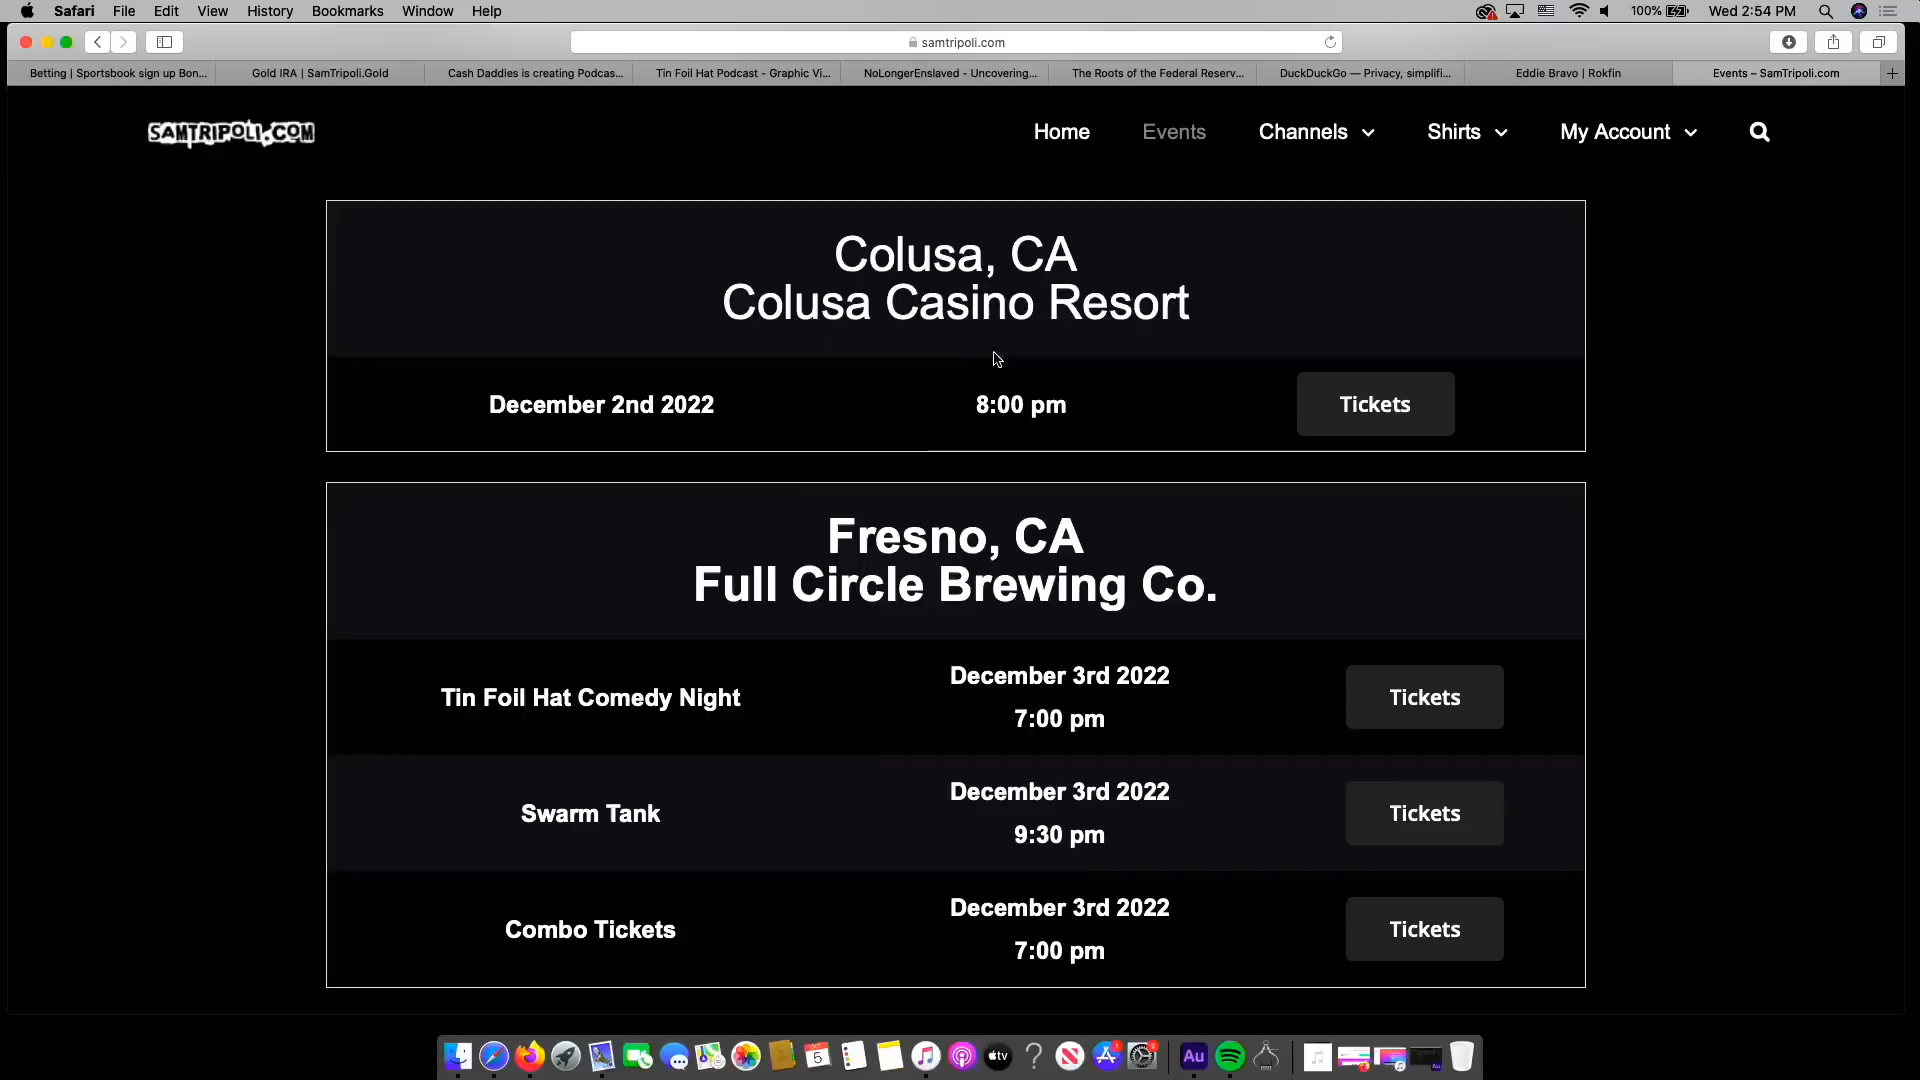 Safari File Edit View History Bookmarks Window Help 100% Wed 2:54 PM
samtripoli.com
Betting | Sportsbook sign up Bon... Gold IRA | SamTripoli.Gold Cash Daddies is creating Podcas... Tin Foil Hat Podcast - Graphic Vi... NoLongerEnslaved - Uncovering... The Roots of the Federal Reserv... DuckDuckGo — Privacy, simplifi... Eddie Bravo | Rokfin Events – SamTripoli.com
SAMTRIPOLI.COM Home Events Channels Shirts My Account
Colusa, CA
Colusa Casino Resort
December 2nd 2022 8:00 pm Tickets
Fresno, CA
Full Circle Brewing Co.
Tin Foil Hat Comedy Night December 3rd 2022 7:00 pm Tickets
Swarm Tank December 3rd 2022 9:30 pm Tickets
Combo Tickets December 3rd 2022 7:00 pm Tickets
OCT 5 tv Au